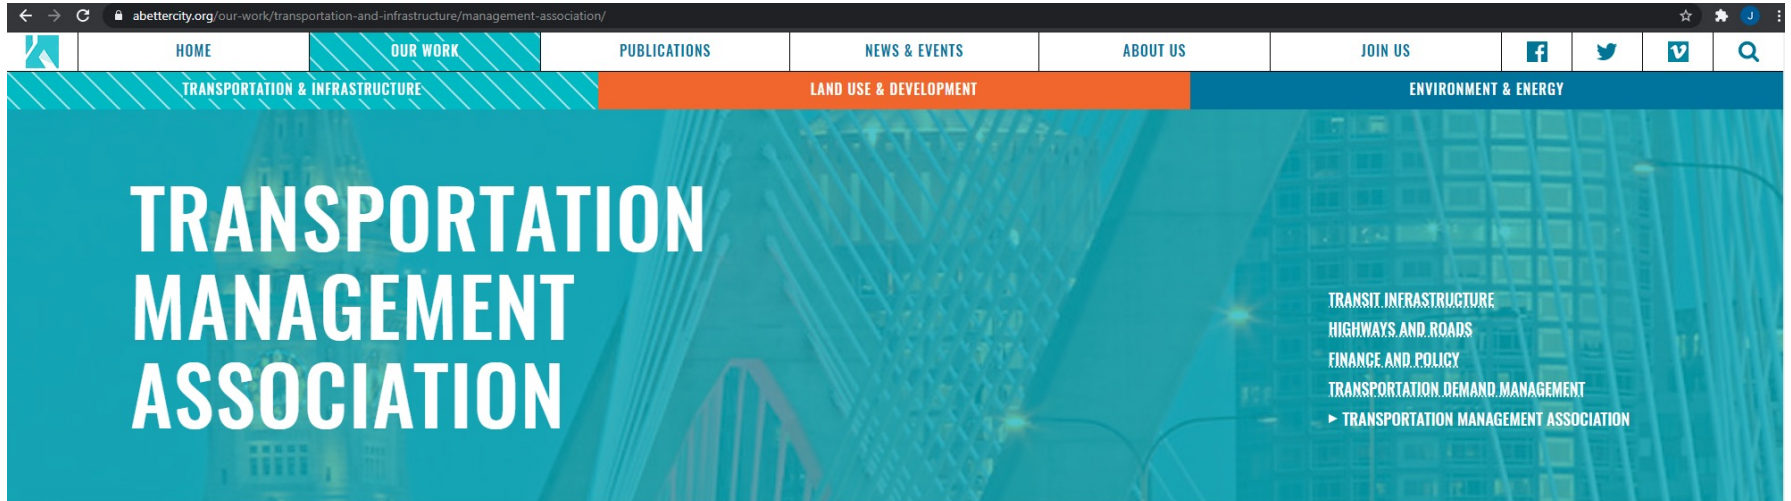 abettercity.org/our-work/transportation-and-infrastructure/management-association/
J
HOME
OUR WORK
PUBLICATIONS
NEWS & EVENTS
ABOUT US
JOIN US
TRANSPORTATION & INFRASTRUCTURE
LAND USE & DEVELOPMENT
ENVIRONMENT & ENERGY
TRANSPORTATION
MANAGEMENT
ASSOCIATION
TRANSIT INFRASTRUCTURE
HIGHWAYS AND ROADS
FINANCE AND POLICY
TRANSPORTATION DEMAND MANAGEMENT
▸ TRANSPORTATION MANAGEMENT ASSOCIATION